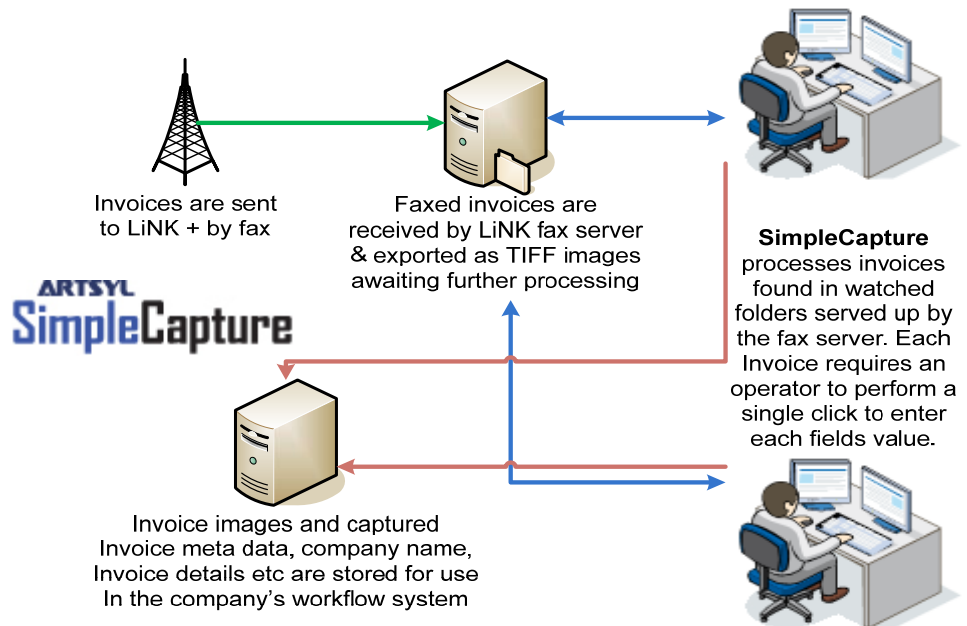 Invoices are sent
to LiNK + by fax
Faxed invoices are
received by LiNK fax server
& exported as TIFF images
awaiting further processing
SimpleCapture
processes invoices
found in watched
folders served up by
the fax server. Each
Invoice requires an
operator to perform a
single click to enter
each fields value.
ARTSYL
SimpleCapture
Invoice images and captured
Invoice meta data, company name,
Invoice details etc are stored for use
In the company's workflow system